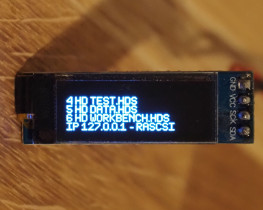 4 HD TEST.HDS
5 HD DATA.HDS
6 HD WORKBENCH.HDS
IP 127.0.0.1 - RASCSI
GND VCC SCK SDA